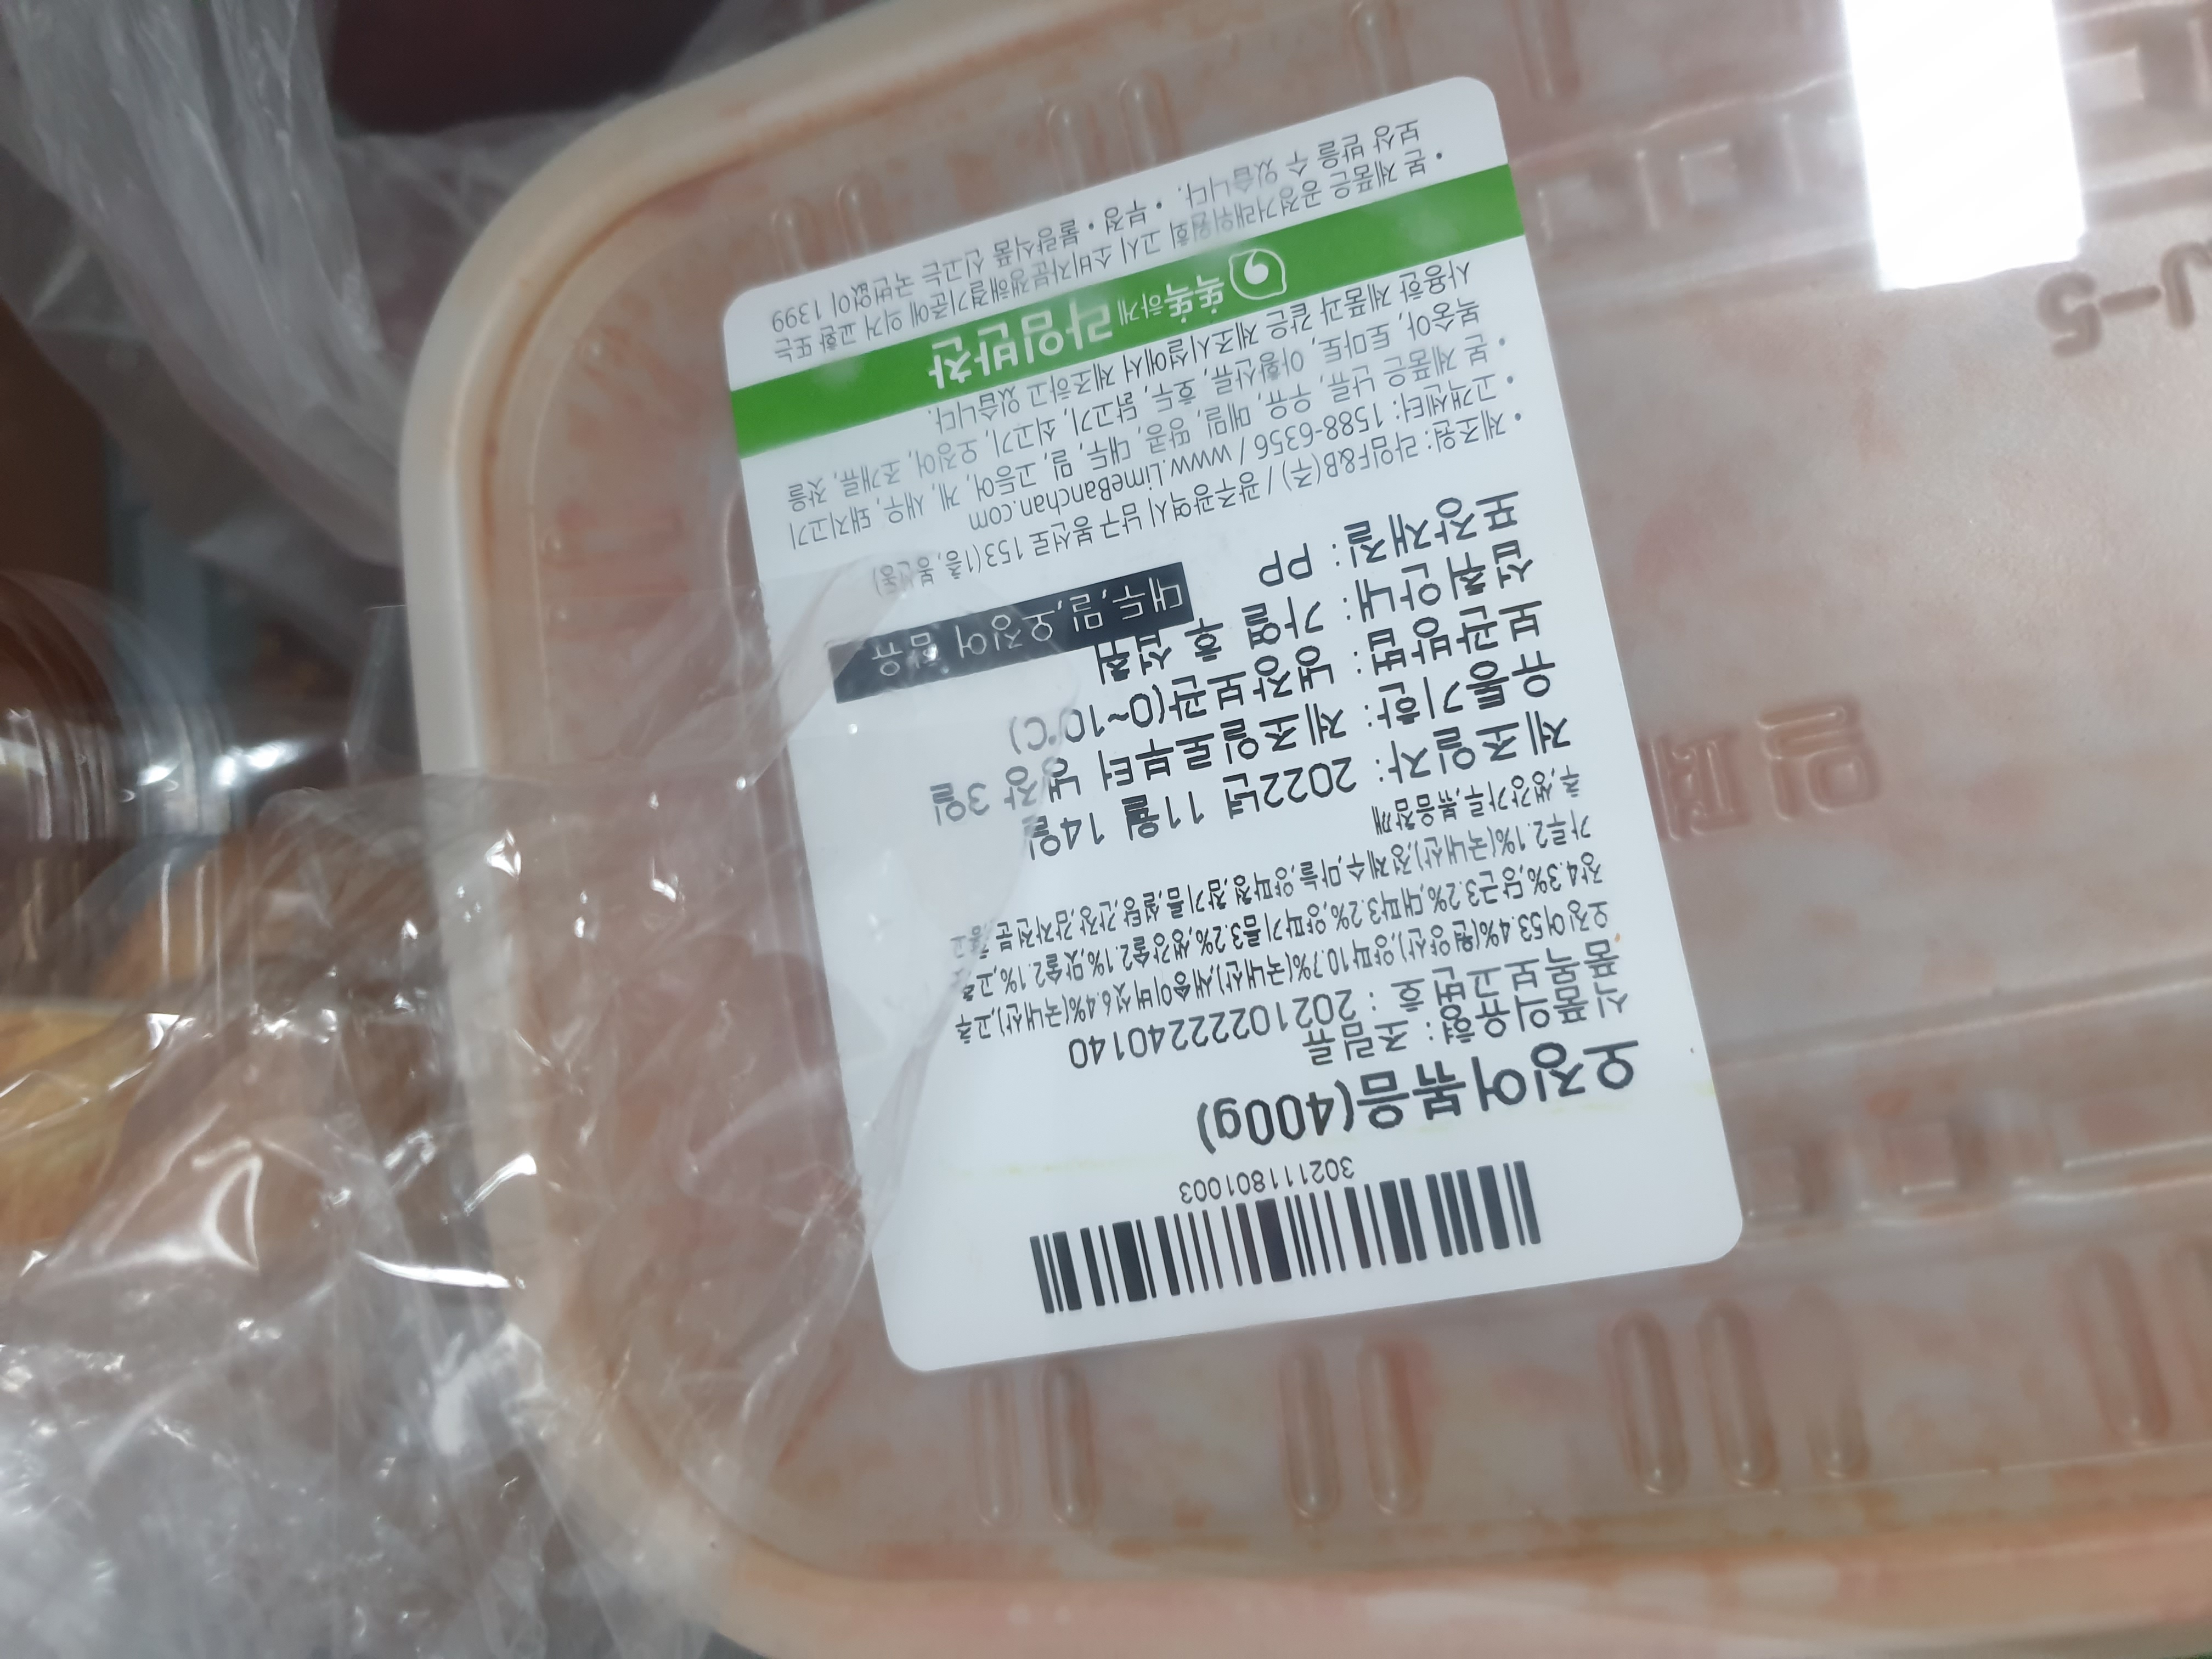 302111801003
오징어볶음(400g)
식품의유형: 조림류
품목보고번호 : 20210222240140
오징어53.4%(원양산),양파10.7%(국내산),새송이버섯6.4%(국내산),고추
장4.3%,당근3.2%,대파3.2%,양파기름3.2%,생강술2.1%,맛술2.1%,고추
가루2.1%(국내산),정제수,마늘,양파청,참기름,설탕,간장,감자전분,
추,생강가루,볶음참깨
제조일자: 2022년 11월 14일
유통기한: 제조일로부터 냉장 3일
보관방법: 냉장보관(0~10℃)
섭취안내: 가열 후 섭취
포장재질: PP
대두,밀,오징어 함유
• 제조원: 라임F&B(주) / 광주광역시 남구 봉선로 153(1층, 봉선동)
• 고객센터: 1588-6356 / www.LimeBanchan.com
• 본 제품은 난류, 우유, 메밀, 땅콩, 대두, 밀, 고등어, 게, 새우, 돼지고기
복숭아, 토마토, 아황산류, 호두, 닭고기, 쇠고기, 오징어, 조개류, 잣을
사용한 제품과 같은 제조시설에서 제조하고 있습니다.
똑똑하게 라임반찬
• 본 제품은 공정거래위원회 고시 소비자분쟁해결기준에 의거 교환 또는
보상 받을 수 있습니다. • 부정 • 불량식품 신고는 국번없이 1399
J-5